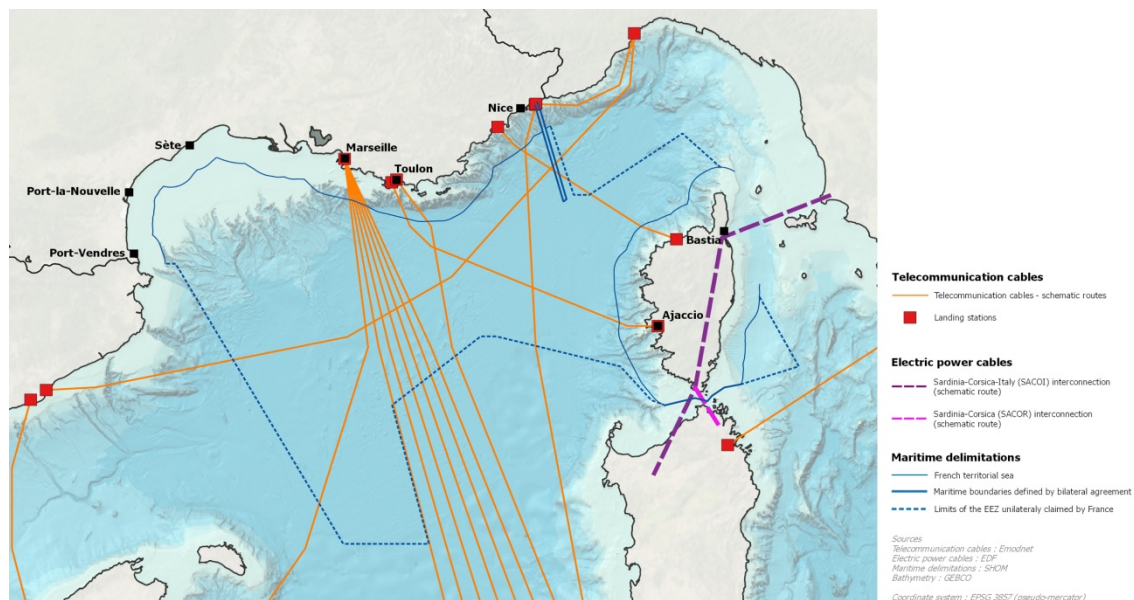 Nice
Sète
Marseille
Toulon
Port-la-Nouvelle
Port-Vendres
Bastia
Ajaccio
Telecommunication cables
Telecommunication cables - schematic routes
Landing stations
Electric power cables
Sardinia-Corsica-Italy (SACOI) interconnection
(schematic route)
Sardinia-Corsica (SACOR) interconnection
(schematic route)
Maritime delimitations
French territorial sea
Maritime boundaries defined by bilateral agreement
Limits of the EEZ unilateraly claimed by France
Sources
Telecommunication cables : Emodnet
Electric power cables : EDF
Maritime delimitations : SHOM
Bathymetry : GEBCO
Coordinate system : EPSG 3857 (pseudo-mercator)